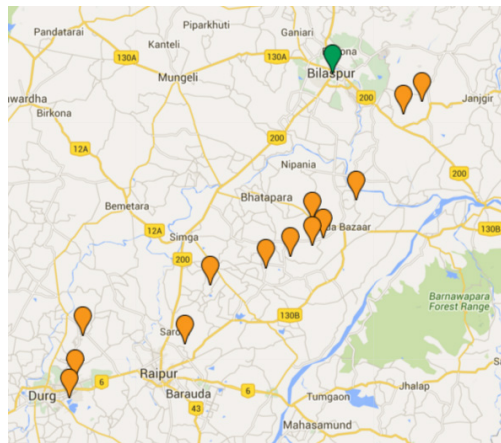 Pandatarai
Piparkhuti
Ganiari
Kanteli
130A
130A
Bilaspur
Mungeli
Birkona
200
Janjgir
12A
200
Nipania
200
Bemetara
Bhatapara
12A
Simga
Bazaar
130B
200
Barnawapara
Forest Range
130B
Raipur
6
6
Durg
Barauda
Jhalap
43
Tumgaon
Mahasamund